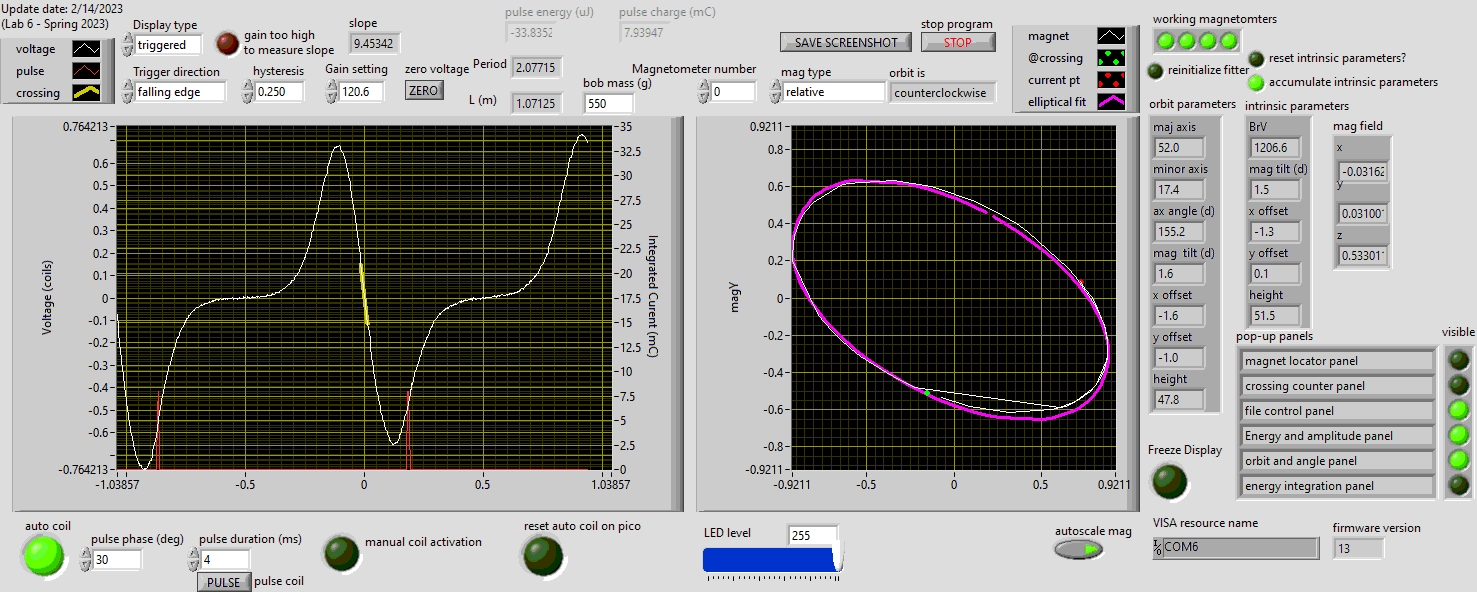 Update date: 2/14/2023
(Lab 6 - Spring 2023)
voltage
pulse
crossing
Display type
triggered
gain too high
to measure slope
slope
9.45342
Trigger direction
falling edge
hysteresis
0.250
Gain setting
120.6
zero voltage
ZERO
pulse energy (uJ)
-33.8352
pulse charge (mC)
7.93947
Period
2.07715
L (m)
1.07125
bob mass (g)
550
Magnetometer number
0
mag type
relative
orbit is
counterclockwise
SAVE SCREENSHOT
stop program
STOP
magnet
@crossing
current pt
elliptical fit
working magnetomters
reinitialize fitter
reset intrinsic parameters?
accumulate intrinsic parameters
orbit parameters
maj axis
52.0
minor axis
17.4
ax angle (d)
155.2
mag tilt (d)
1.6
x offset
-1.6
y offset
-1.0
height
47.8
intrinsic parameters
BrV
1206.6
mag tilt (d)
1.5
x offset
-1.3
y offset
0.1
height
51.5
mag field
x
-0.03162
y
0.03100
z
0.53301
Voltage (coils)
0.764213
0.6
0.5
0.4
0.3
0.2
0.1
0
-0.1
-0.2
-0.3
-0.4
-0.5
-0.6
-0.764213
-1.03857
-0.5
0
0.5
1.03857
35
32.5
30
27.5
25
22.5
20
17.5
15
12.5
10
7.5
5
2.5
0
Integrated Curent (mC)
magY
0.9211
0.8
0.6
0.4
0.2
0
-0.2
-0.4
-0.6
-0.8
-0.9211
-0.9211
-0.5
0
0.5
0.9211
pop-up panels
visible
magnet locator panel
crossing counter panel
file control panel
Energy and amplitude panel
orbit and angle panel
energy integration panel
Freeze Display
auto coil
pulse phase (deg)
30
pulse duration (ms)
4
PULSE
pulse coil
manual coil activation
reset auto coil on pico
LED level
255
autoscale mag
VISA resource name
COM6
firmware version
13